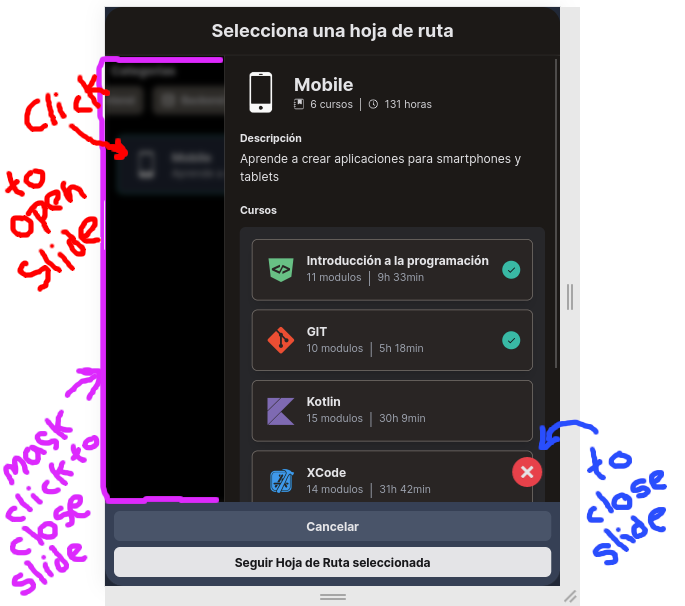 Selecciona una hoja de ruta
Categorías
Backend
Mobile
Aprende a
Click
to
open
slide
mask
click to
close
slide
Mobile
6 cursos | 131 horas
Descripción
Aprende a crear aplicaciones para smartphones y
tablets
Cursos
Introducción a la programación
11 modulos | 9h 33min
GIT
10 modulos | 5h 18min
Kotlin
15 modulos | 30h 9min
XCode
14 modulos | 31h 42min
to
close
slide
Cancelar
Seguir Hoja de Ruta seleccionada